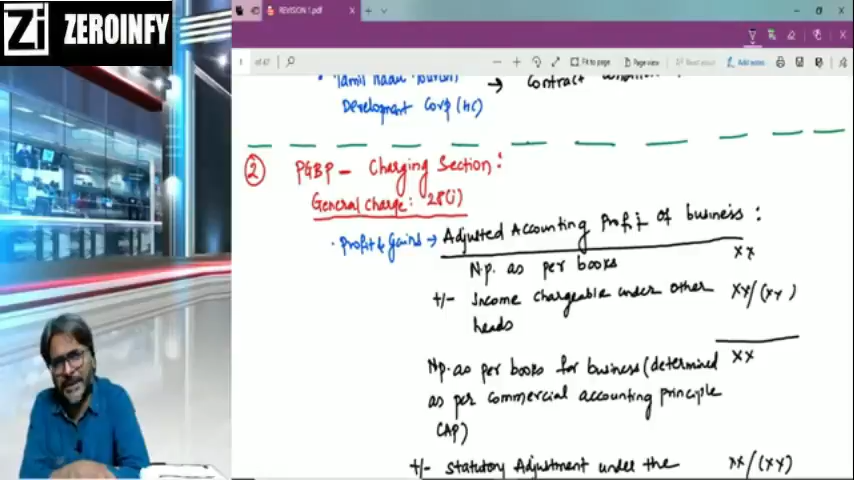 Zi ZEROINFY
REVISION 1.pdf
1 of 47
Fit to page
Page view
Add notes
Tamil Nadu Tourism → Contract
Development Corp (HC)
② PGBP - Charging Section:
General charge: 28(i)
• Profit & Gains → Adjusted Accounting Profit of business:
N.p. as per books xx
+/- Income chargeable under other xx/(xx)
heads
N.p. as per books for business (determined xx
as per commercial accounting principle
CAP)
+/- Statutory Adjustment under the xx/(xx)